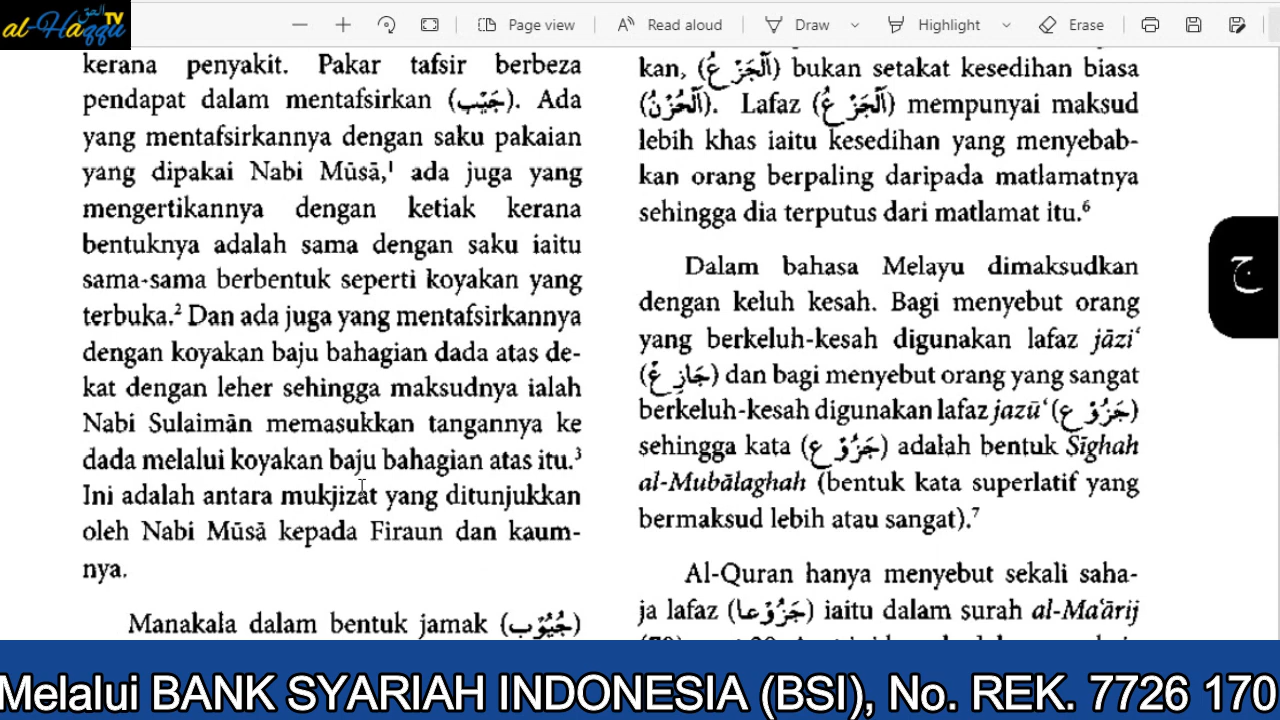 الحق TV
al-Haqqu
Page view
Read aloud
Draw
Highlight
Erase
kerana penyakit. Pakar tafsir berbeza
pendapat dalam mentafsirkan (جَيْب). Ada
yang mentafsirkannya dengan saku pakaian
yang dipakai Nabi Mūsā,¹ ada juga yang
mengertikannya dengan ketiak kerana
bentuknya adalah sama dengan saku iaitu
sama-sama berbentuk seperti koyakan yang
terbuka.² Dan ada juga yang mentafsirkannya
dengan koyakan baju bahagian dada atas de-
kat dengan leher sehingga maksudnya ialah
Nabi Sulaimān memasukkan tangannya ke
dada melalui koyakan baju bahagian atas itu.³
Ini adalah antara mukjizat yang ditunjukkan
oleh Nabi Mūsā kepada Firaun dan kaum-
nya.
Manakala dalam bentuk jamak (جُيُوْب)
kan, (اَلْجَزْ عُ) bukan setakat kesedihan biasa
(اَلْحُزْنُ). Lafaz (اَلْجَزْ عُ) mempunyai maksud
lebih khas iaitu kesedihan yang menyebab-
kan orang berpaling daripada matlamatnya
sehingga dia terputus dari matlamat itu.⁶
Dalam bahasa Melayu dimaksudkan
dengan keluh kesah. Bagi menyebut orang
yang berkeluh-kesah digunakan lafaz jāzi‘
(جَازِ غْ) dan bagi menyebut orang yang sangat
berkeluh-kesah digunakan lafaz jazū‘ (جَزُوْ ع)
sehingga kata (جَزُوْ ع) adalah bentuk Ṣīghah
al-Mubālaghah (bentuk kata superlatif yang
bermaksud lebih atau sangat).⁷
Al-Quran hanya menyebut sekali saha-
ja lafaz (جَزُوْعا) iaitu dalam surah al-Ma‘ārij
ج
Melalui BANK SYARIAH INDONESIA (BSI), No. REK. 7726 170